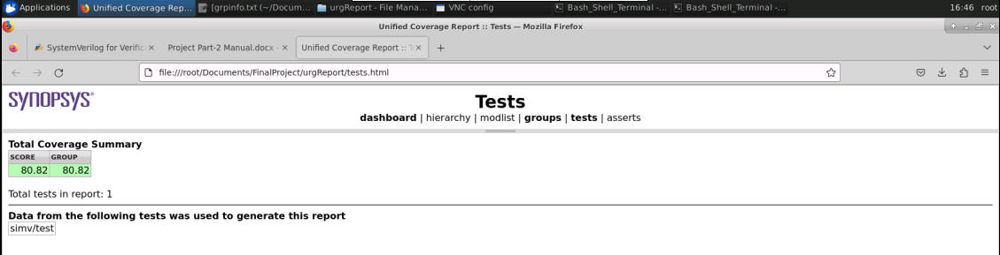 Applications Unified Coverage Rep... [grpinfo.txt (~/Docum... urgReport - File Mana... VNC config Bash_Shell_Terminal -... Bash_Shell_Terminal -... 16:46 root
Unified Coverage Report :: Tests — Mozilla Firefox
SystemVerilog for Verific Project Part-2 Manual.docx - Unified Coverage Report :: T
file:///root/Documents/FinalProject/urgReport/tests.html
SYNOPSYS®
Tests
dashboard | hierarchy | modlist | groups | tests | asserts
Total Coverage Summary
SCORE GROUP
80.82 80.82
Total tests in report: 1
Data from the following tests was used to generate this report
simv/test